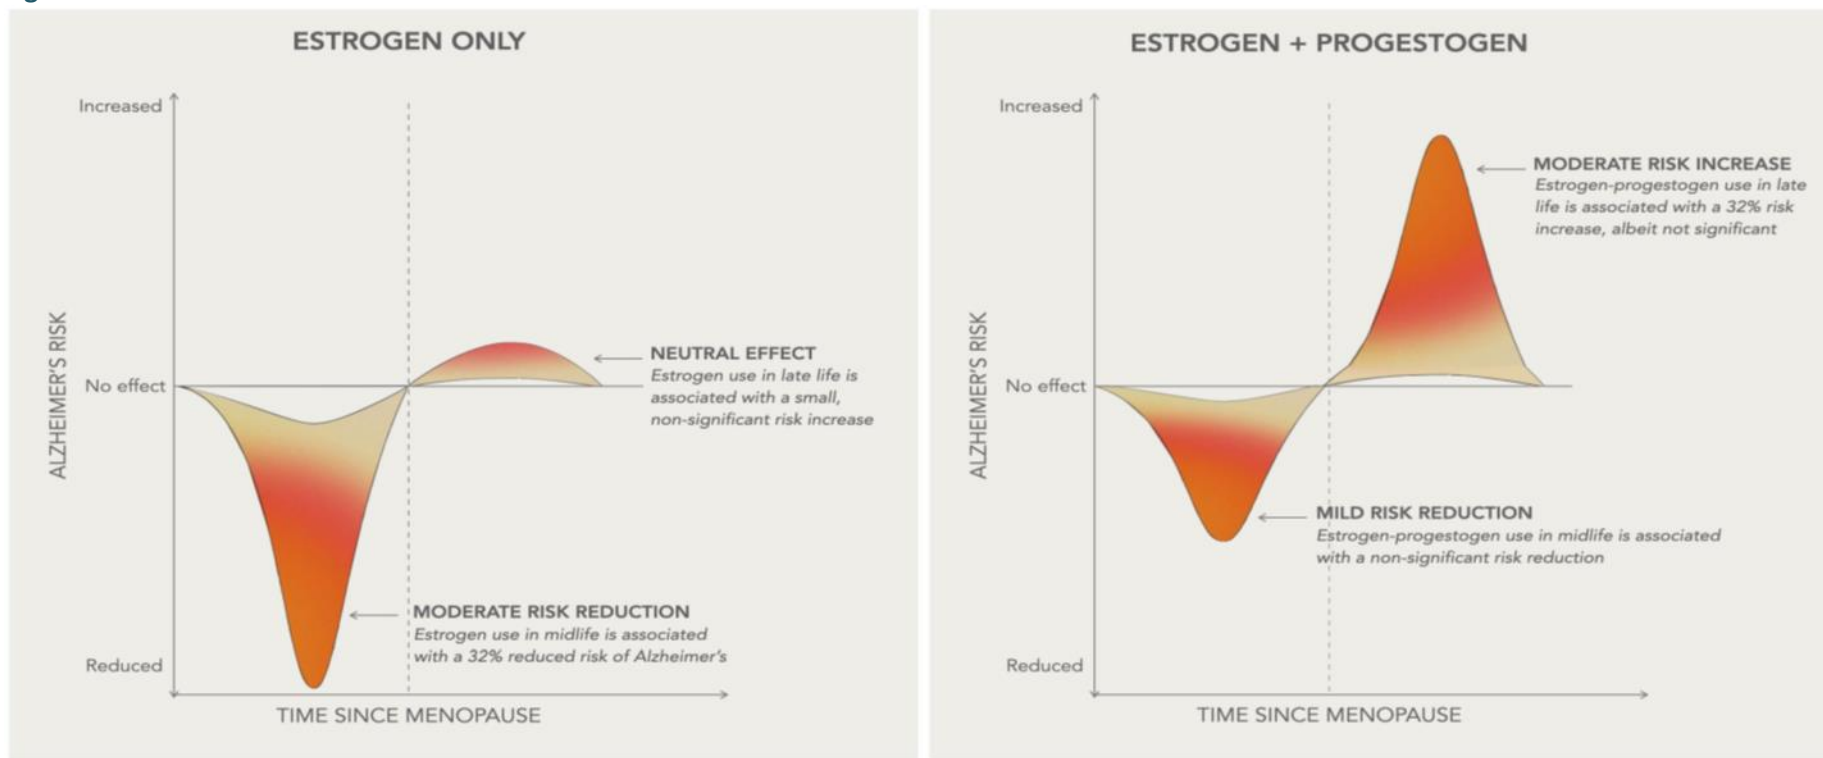 ESTROGEN ONLY
Increased
No effect
Reduced
ALZHEIMER'S RISK
NEUTRAL EFFECT
Estrogen use in late life is
associated with a small,
non-significant risk increase
MODERATE RISK REDUCTION
Estrogen use in midlife is associated
with a 32% reduced risk of Alzheimer's
TIME SINCE MENOPAUSE
ESTROGEN + PROGESTOGEN
Increased
No effect
Reduced
ALZHEIMER'S RISK
MODERATE RISK INCREASE
Estrogen-progestogen use in late
life is associated with a 32% risk
increase, albeit not significant
MILD RISK REDUCTION
Estrogen-progestogen use in midlife is associated
with a non-significant risk reduction
TIME SINCE MENOPAUSE